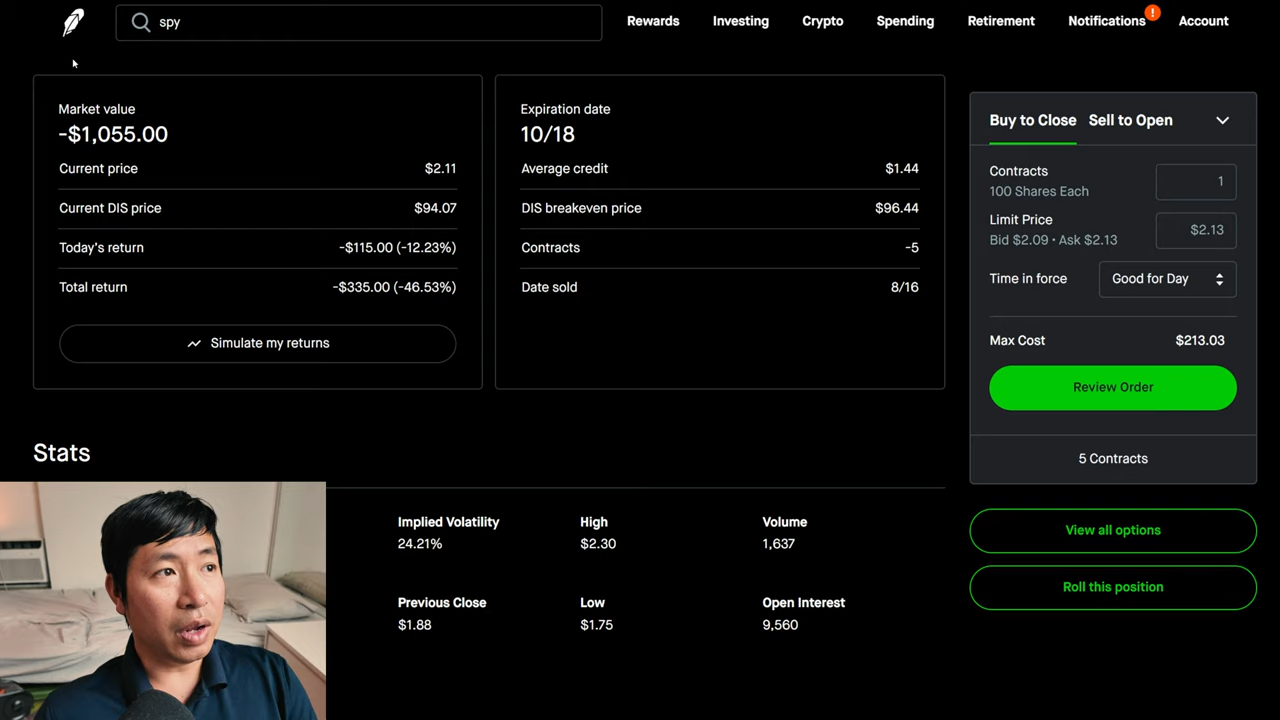 spy
Rewards
Investing
Crypto
Spending
Retirement
Notifications
!
Account
Market value
-$1,055.00
Current price $2.11
Current DIS price $94.07
Today's return -$115.00 (-12.23%)
Total return -$335.00 (-46.53%)
Simulate my returns
Expiration date
10/18
Average credit $1.44
DIS breakeven price $96.44
Contracts -5
Date sold 8/16
Buy to Close Sell to Open
Contracts
100 Shares Each
1
Limit Price
Bid $2.09 • Ask $2.13
$2.13
Time in force Good for Day
Max Cost $213.03
Review Order
5 Contracts
View all options
Roll this position
Stats
Implied Volatility
24.21%
High
$2.30
Volume
1,637
Previous Close
$1.88
Low
$1.75
Open Interest
9,560